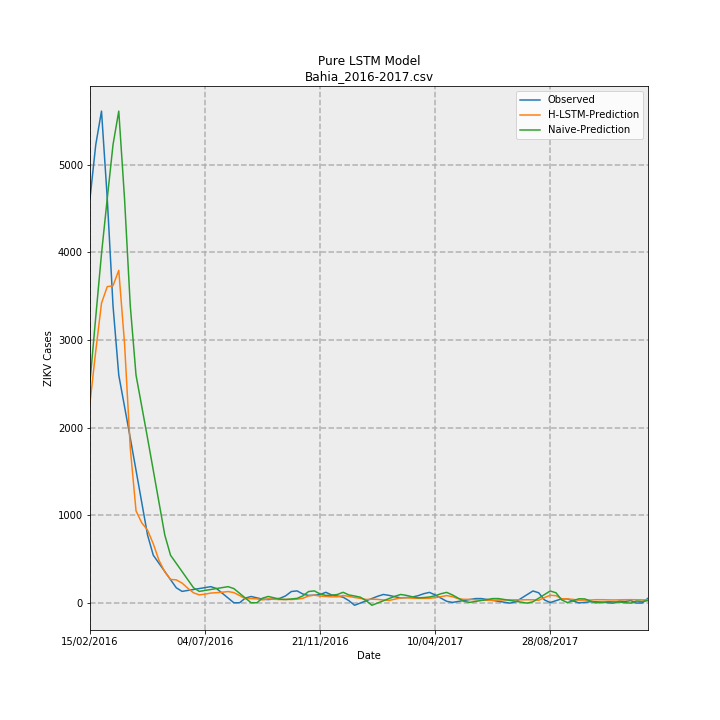 Pure LSTM Model
Bahia_2016-2017.csv
Observed
H-LSTM-Prediction
Naive-Prediction
ZIKV Cases
5000
4000
3000
2000
1000
0
15/02/2016 04/07/2016 21/11/2016 10/04/2017 28/08/2017
Date